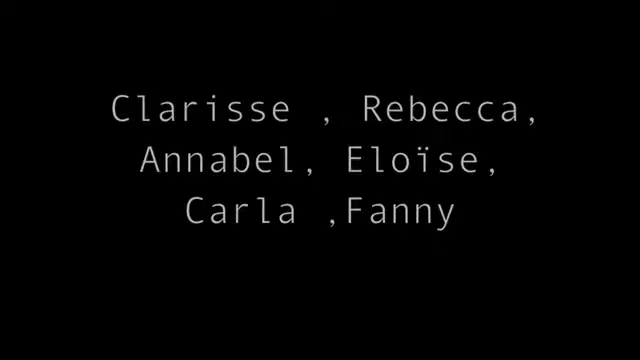 Clarisse , Rebecca,
Annabel, Eloïse,
Carla ,Fanny